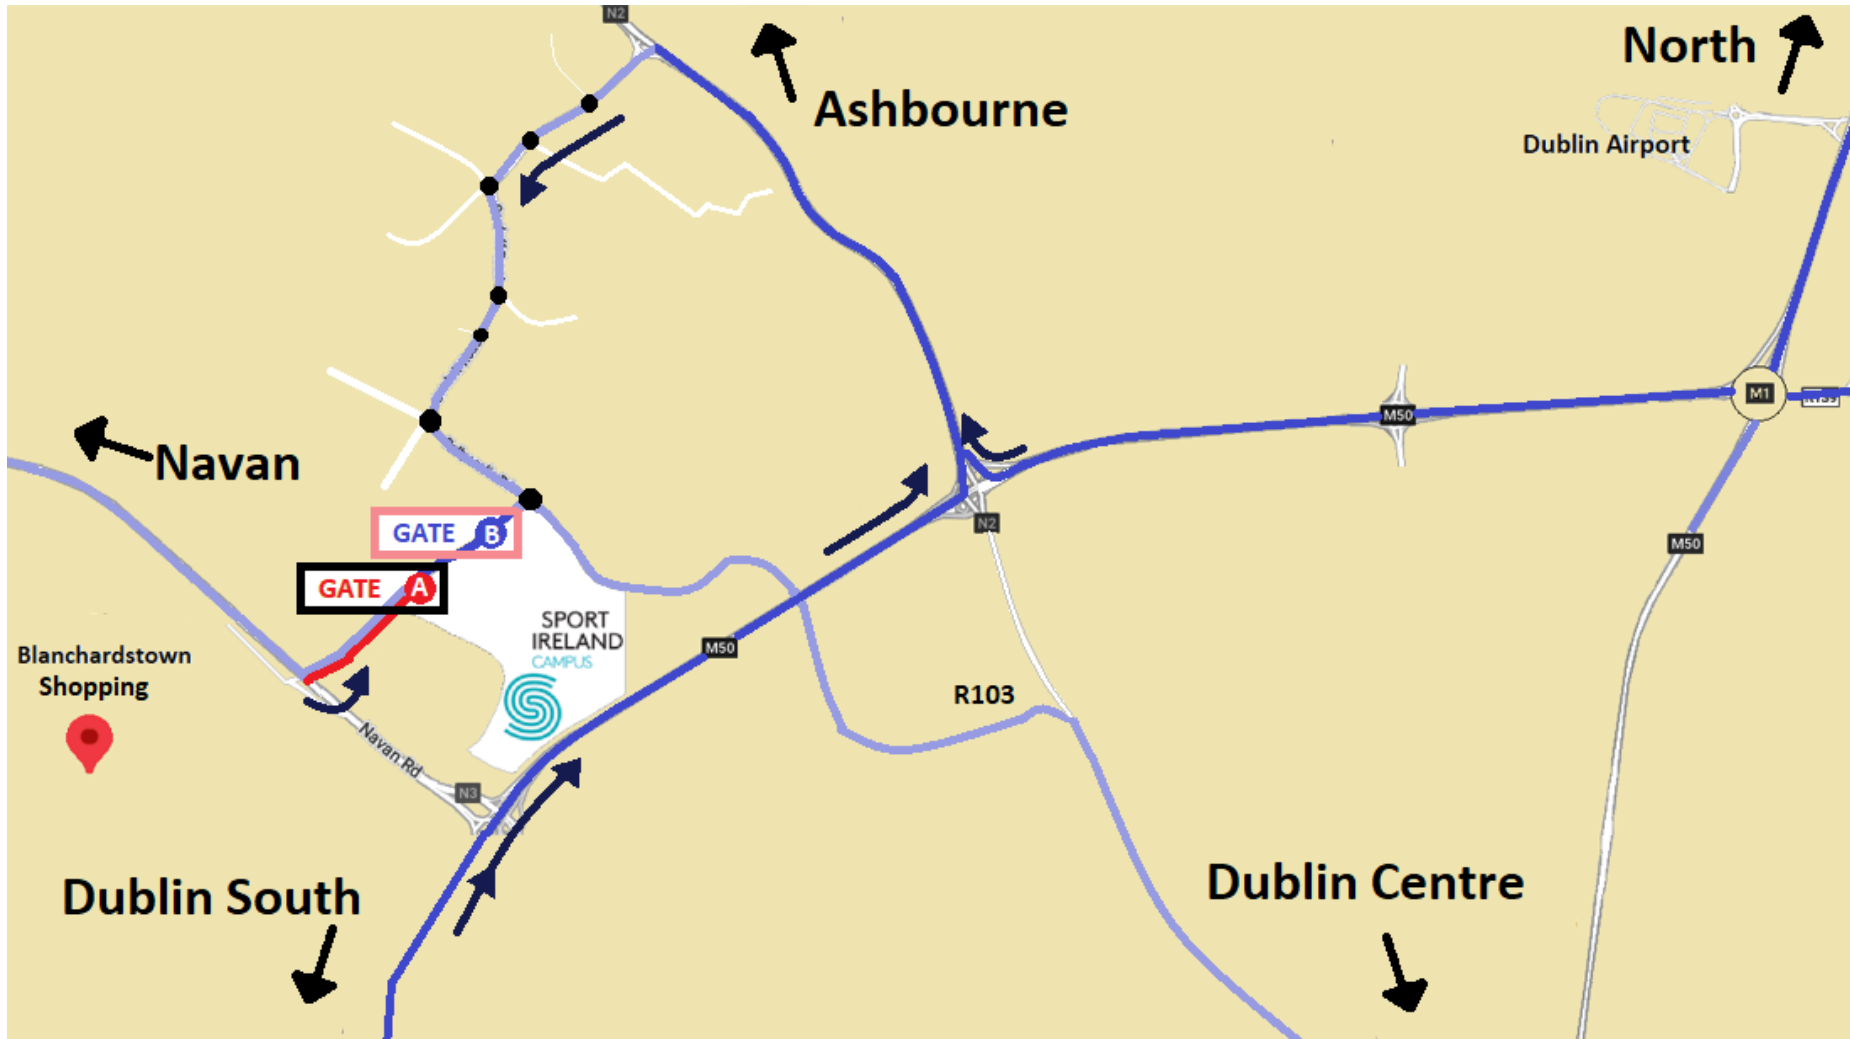 N2
North
Ashbourne
Dublin Airport
M1
M50
Navan
N2
GATE B
M50
GATE A
SPORT
IRELAND
CAMPUS
M50
Blanchardstown
Shopping
R103
Navan Rd
N3
Dublin South
Dublin Centre